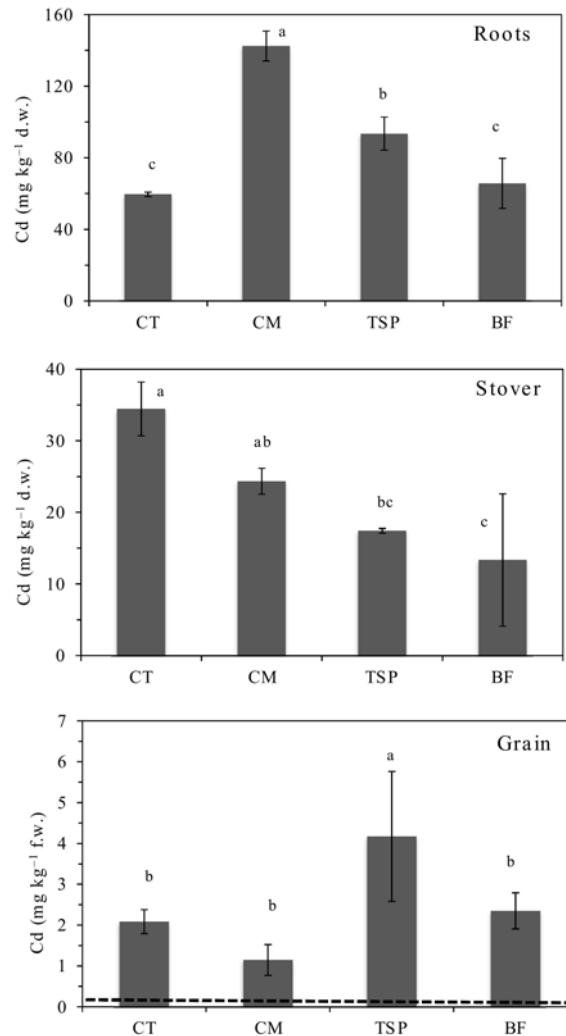 Roots
Cd (mg kg⁻¹ d.w.)
160
120
80
40
0
a
b
c
c
CT CM TSP BF
Stover
Cd (mg kg⁻¹ d.w.)
40
30
20
10
0
a
ab
bc
c
CT CM TSP BF
Grain
Cd (mg kg⁻¹ f.w.)
7
6
5
4
3
2
1
0
a
b
b
b
CT CM TSP BF